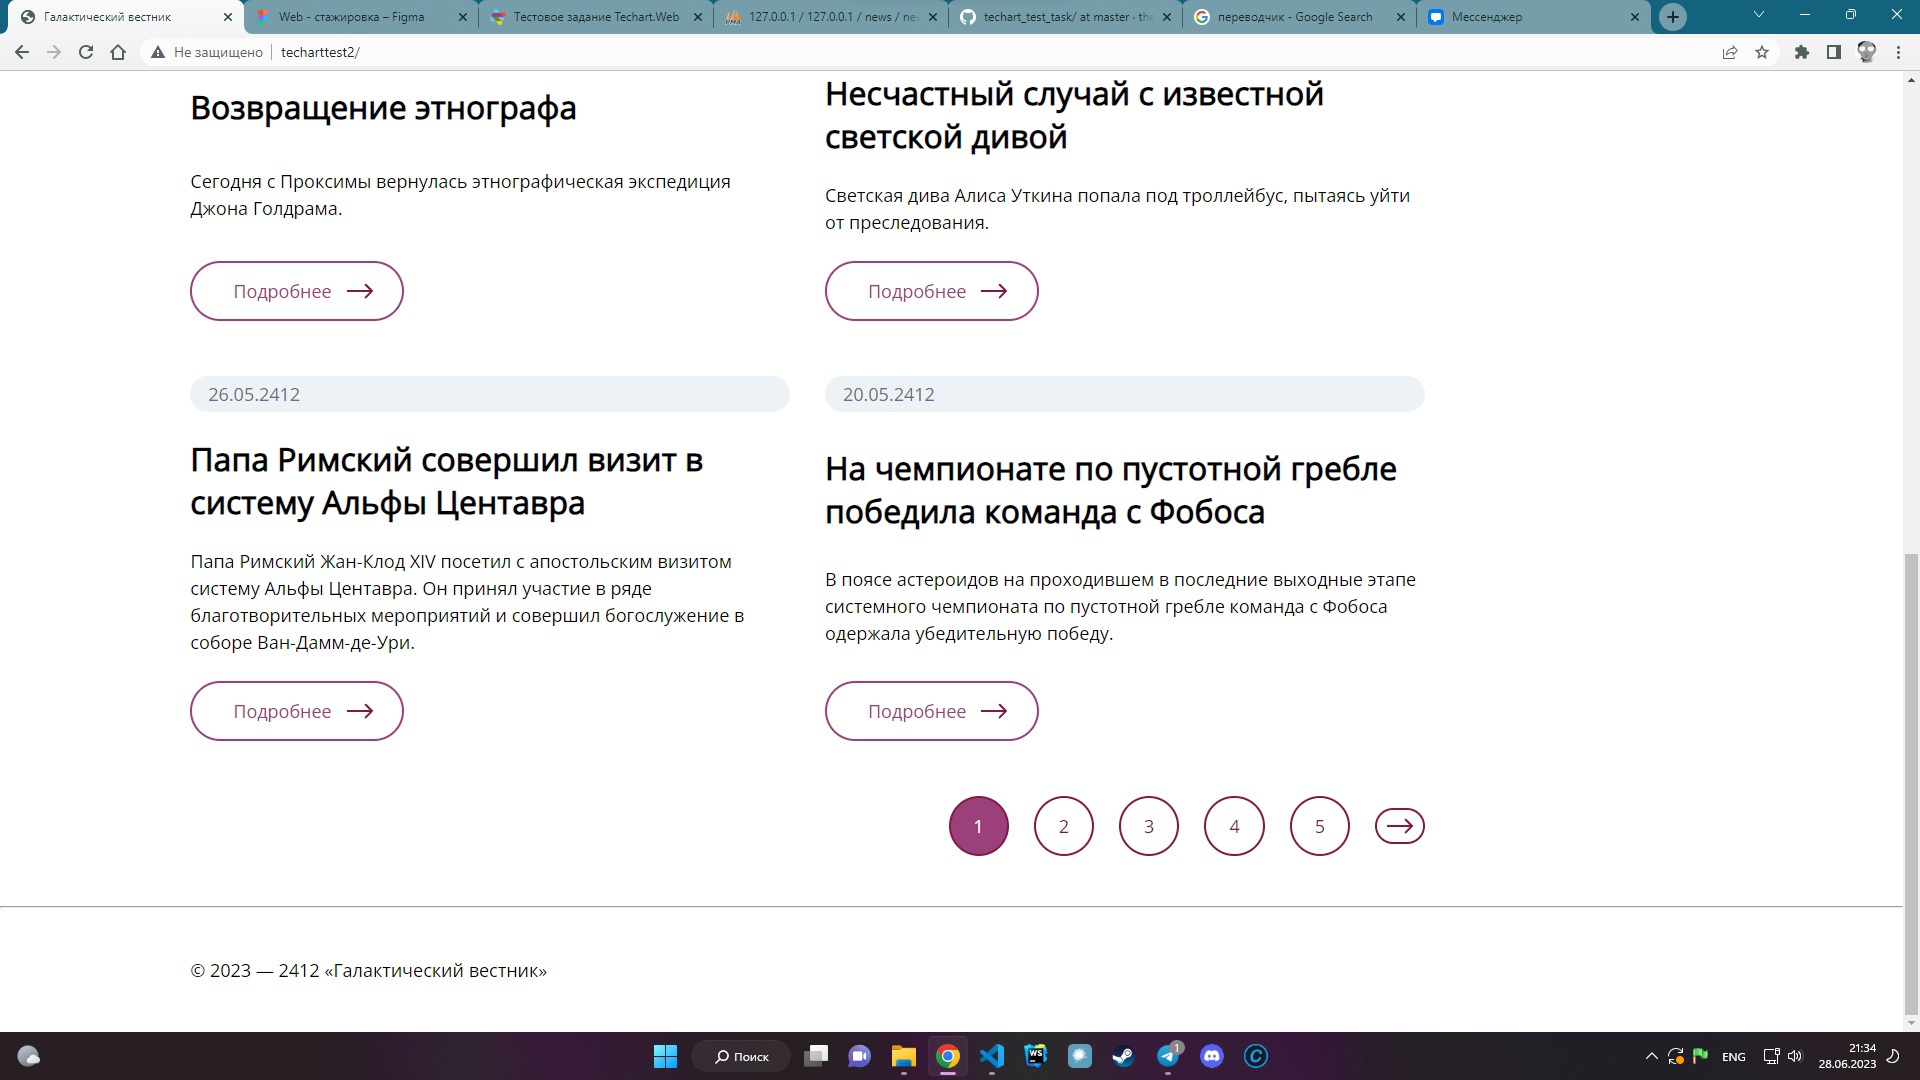 Галактический вестник
Web - стажировка – Figma
Тестовое задание Techart.Web
127.0.0.1 / 127.0.0.1 / news / ne
techart_test_task/ at master · the
переводчик - Google Search
Мессенджер
Не защищено
techarttest2/
Возвращение этнографа
Сегодня с Проксимы вернулась этнографическая экспедиция
Джона Голдрама.
Подробнее
Несчастный случай с известной
светской дивой
Светская дива Алиса Уткина попала под троллейбус, пытаясь уйти
от преследования.
Подробнее
26.05.2412
Папа Римский совершил визит в
систему Альфы Центавра
Папа Римский Жан-Клод XIV посетил с апостольским визитом
систему Альфы Центавра. Он принял участие в ряде
благотворительных мероприятий и совершил богослужение в
соборе Ван-Дамм-де-Ури.
Подробнее
20.05.2412
На чемпионате по пустотной гребле
победила команда с Фобоса
В поясе астероидов на проходившем в последние выходные этапе
системного чемпионата по пустотной гребле команда с Фобоса
одержала убедительную победу.
Подробнее
1 2 3 4 5
© 2023 — 2412 «Галактический вестник»
Поиск
WS
1
C
ENG
21:34
28.06.2023